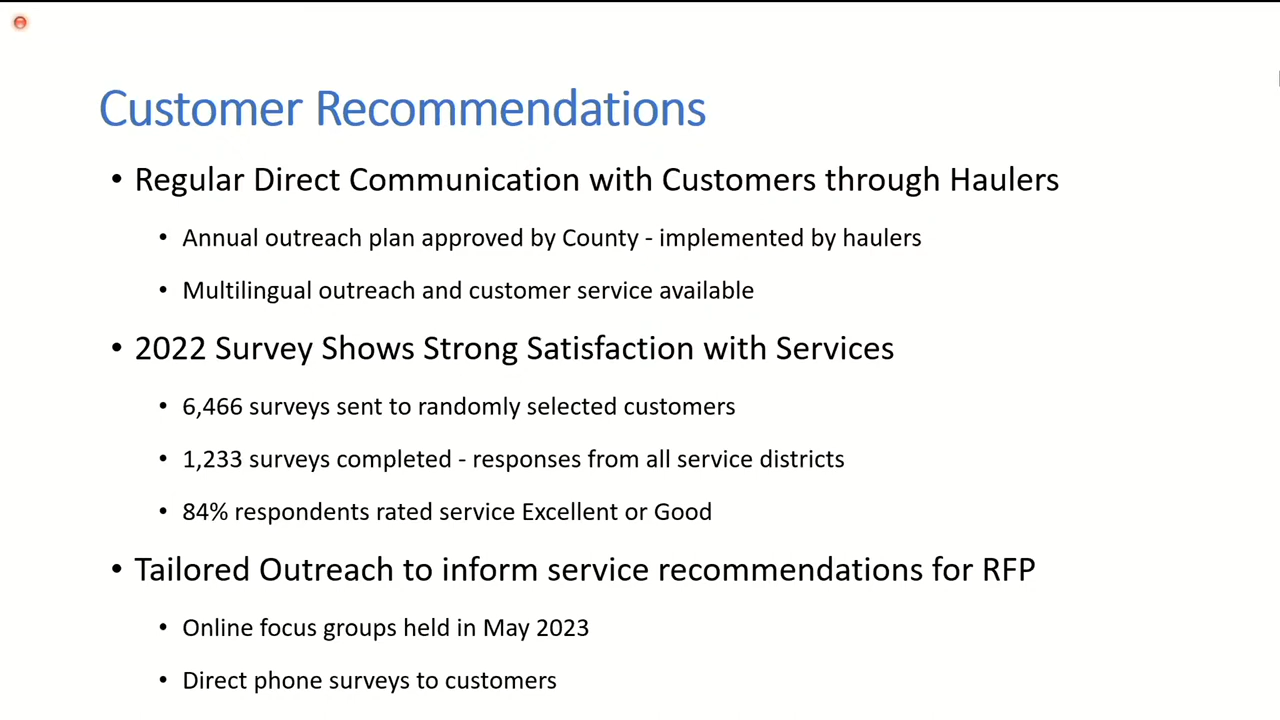 Customer Recommendations
• Regular Direct Communication with Customers through Haulers
• Annual outreach plan approved by County - implemented by haulers
• Multilingual outreach and customer service available
• 2022 Survey Shows Strong Satisfaction with Services
• 6,466 surveys sent to randomly selected customers
• 1,233 surveys completed - responses from all service districts
• 84% respondents rated service Excellent or Good
• Tailored Outreach to inform service recommendations for RFP
• Online focus groups held in May 2023
• Direct phone surveys to customers